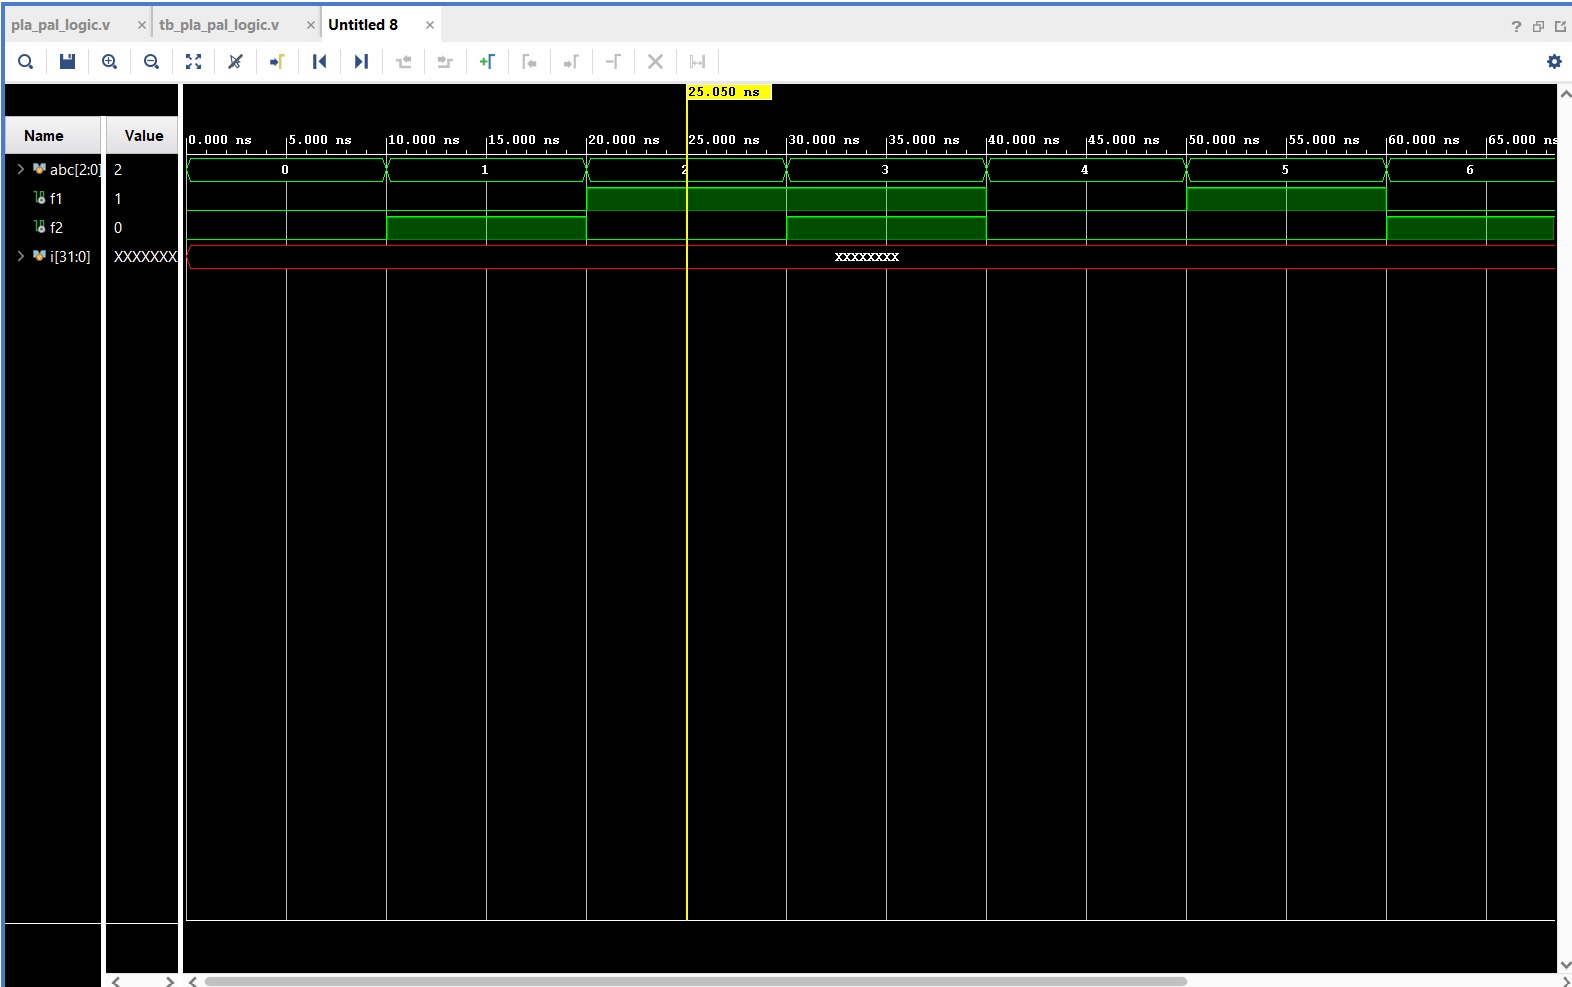 pla_pal_logic.v × tb_pla_pal_logic.v × Untitled 8 × ?
25.050 ns
Name Value 0.000 ns 5.000 ns 10.000 ns 15.000 ns 20.000 ns 25.000 ns 30.000 ns 35.000 ns 40.000 ns 45.000 ns 50.000 ns 55.000 ns 60.000 ns 65.000 ns
abc[2:0] 2 0 1 2 3 4 5 6
f1 1
f2 0
i[31:0] XXXXXXX XXXXXXXX